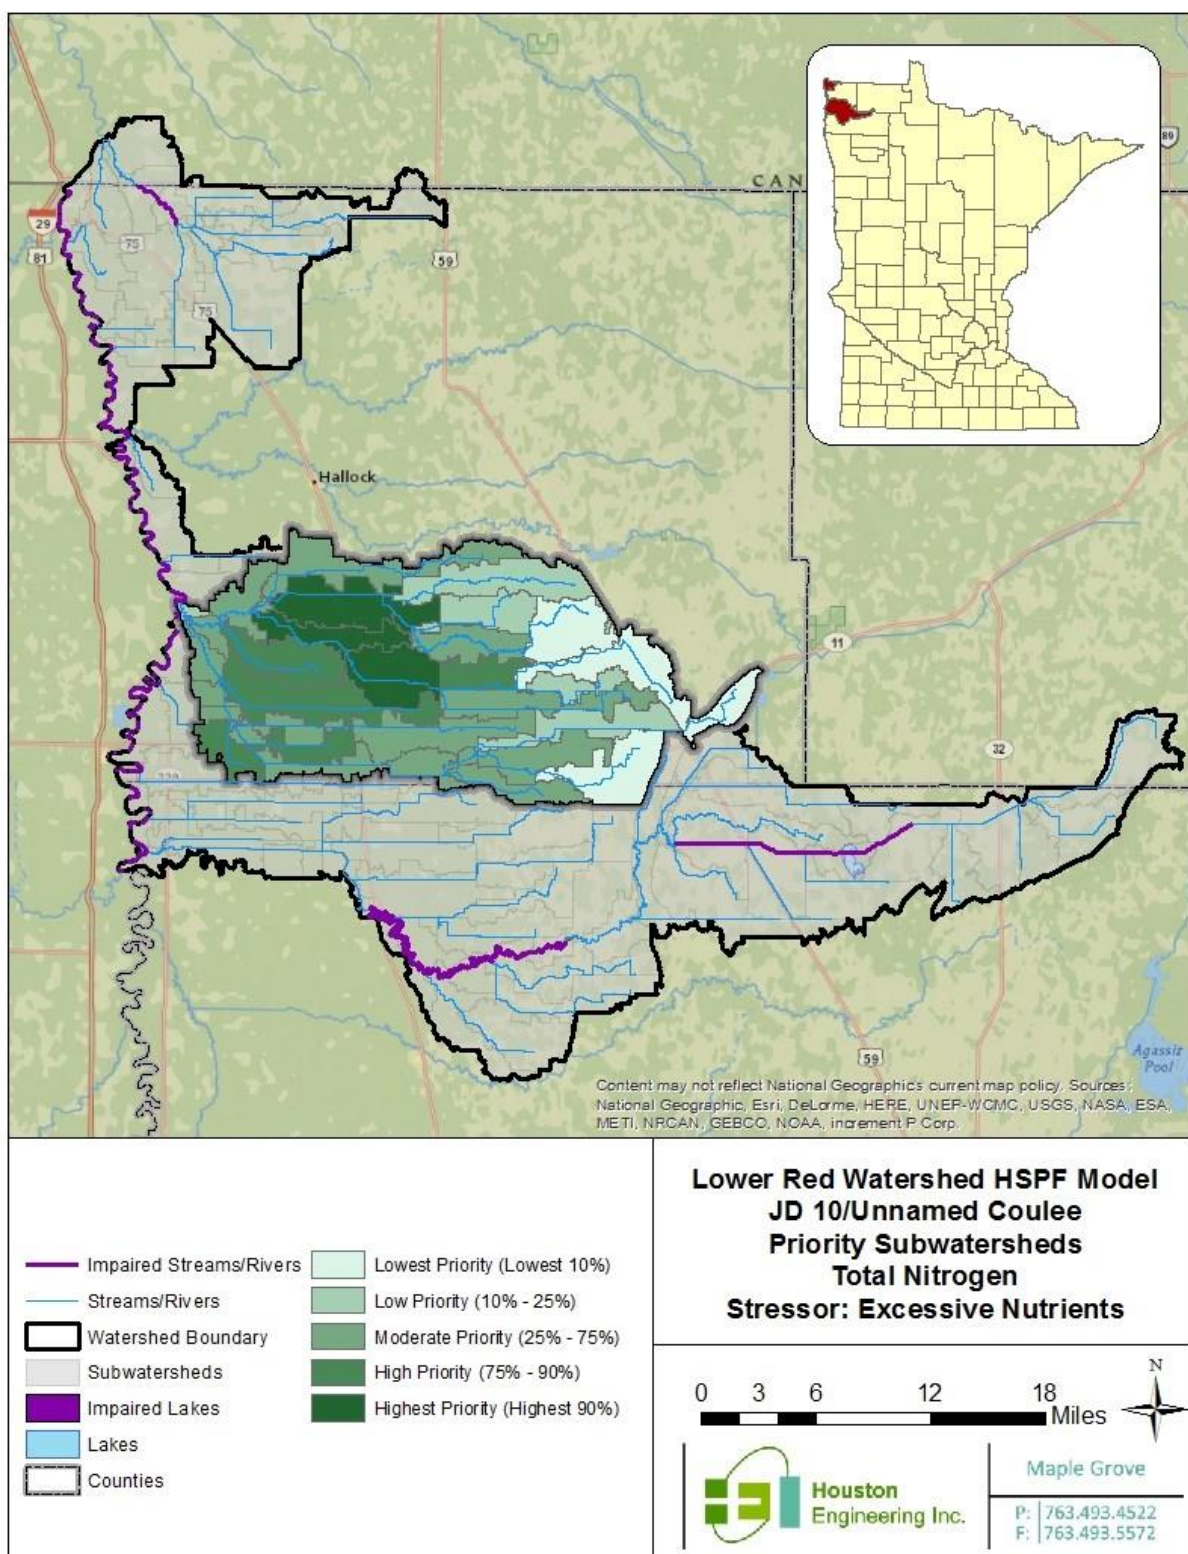 CAN
89
29
75
81
59
75
Hallock
11
32
59
Agassiz
Pool
Content may not reflect National Geographic's current map policy. Sources:
National Geographic, Esri, DeLorme, HERE, UNEP-WCMC, USGS, NASA, ESA,
METI, NRCAN, GEBCO, NOAA, increment P Corp.
Impaired Streams/Rivers
Streams/Rivers
Watershed Boundary
Subwatersheds
Impaired Lakes
Lakes
Counties
Lowest Priority (Lowest 10%)
Low Priority (10% - 25%)
Moderate Priority (25% - 75%)
High Priority (75% - 90%)
Highest Priority (Highest 90%)
Lower Red Watershed HSPF Model
JD 10/Unnamed Coulee
Priority Subwatersheds
Total Nitrogen
Stressor: Excessive Nutrients
N
0 3 6 12 18
Miles
Houston
Engineering Inc.
Maple Grove
P: 763.493.4522
F: 763.493.5572